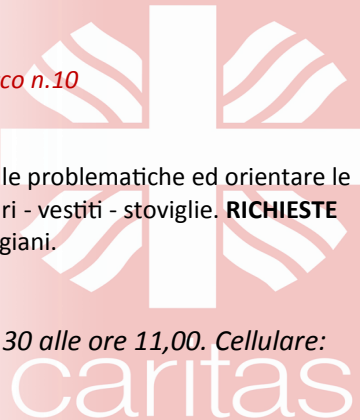 co n.10
le problematiche ed orientare le
ri - vestiti - stoviglie. RICHIESTE
giani.
30 alle ore 11,00. Cellulare:
caritas